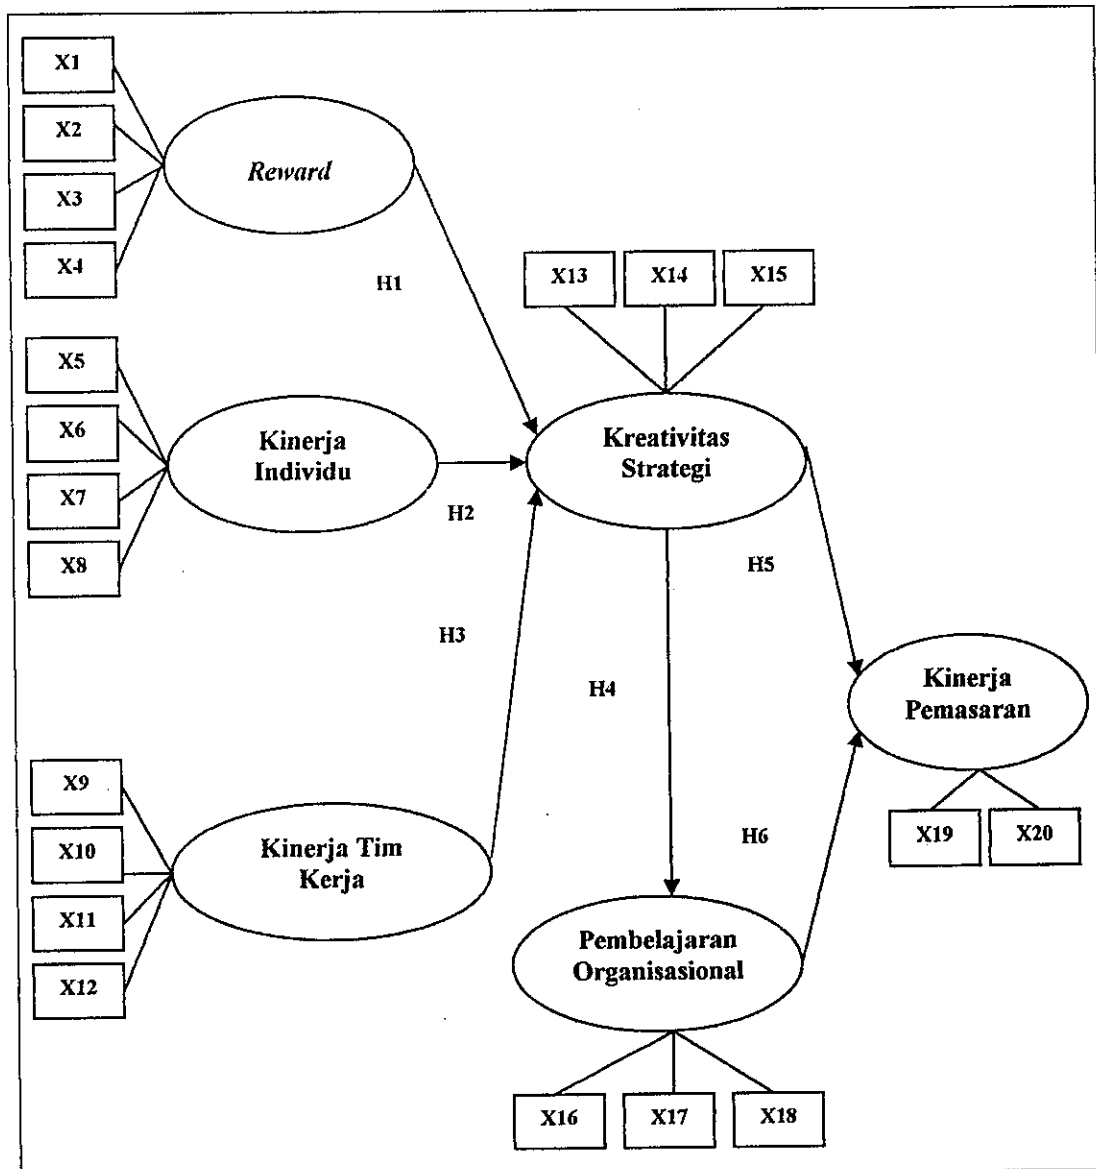 X1
X2
X3
X4
Reward
H1
X5
X6
X7
X8
Kinerja
Individu
H2
X9
X10
X11
X12
Kinerja Tim
Kerja
H3
X13
X14
X15
Kreativitas
Strategi
H4
H5
Pembelajaran
Organisasional
X16
X17
X18
H6
Kinerja
Pemasaran
X19
X20